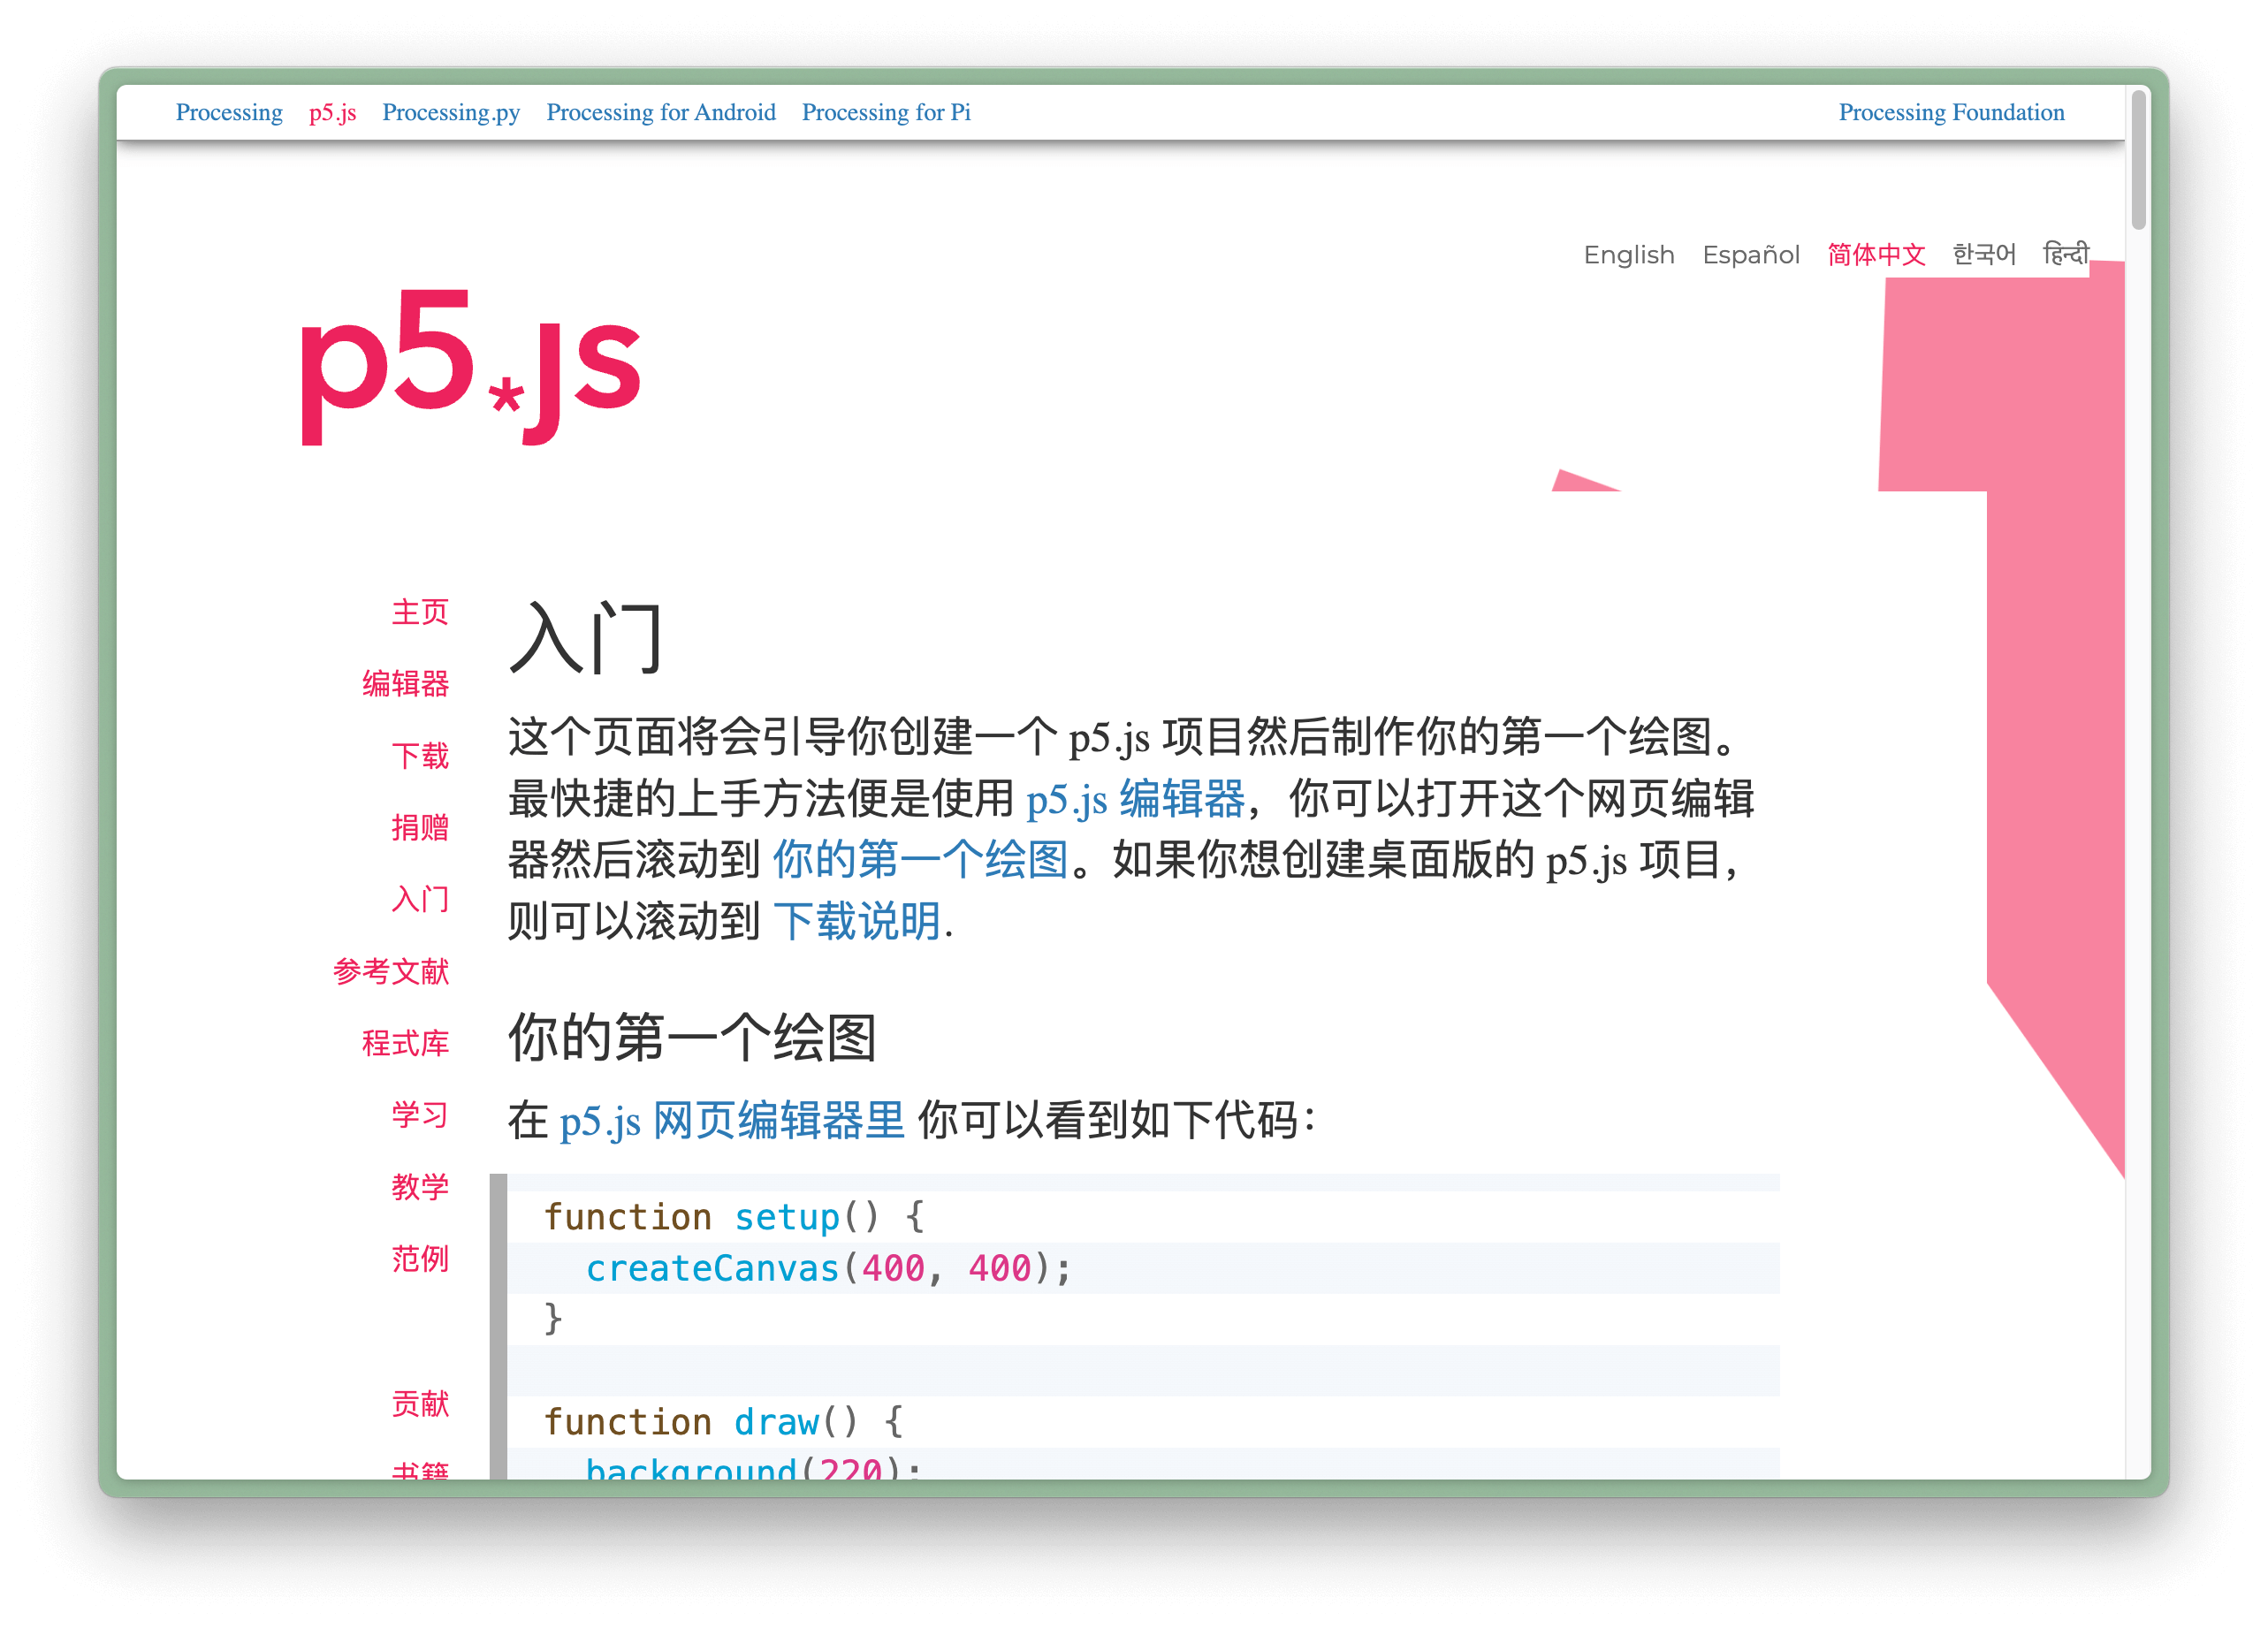 Processing p5.js Processing.py Processing for Android Processing for Pi Processing Foundation
English Español 简体中文 한국어 हिन्दी
p5*js
主页
编辑器
下载
捐赠
入门
参考文献
程式库
学习
教学
范例
贡献
书籍
入门
这个页面将会引导你创建一个 p5.js 项目然后制作你的第一个绘图。
最快捷的上手方法便是使用 p5.js 编辑器，你可以打开这个网页编辑
器然后滚动到 你的第一个绘图。如果你想创建桌面版的 p5.js 项目，
则可以滚动到 下载说明.
你的第一个绘图
在 p5.js 网页编辑器里 你可以看到如下代码：
function setup() {
  createCanvas(400, 400);
}
function draw() {
  background(220);